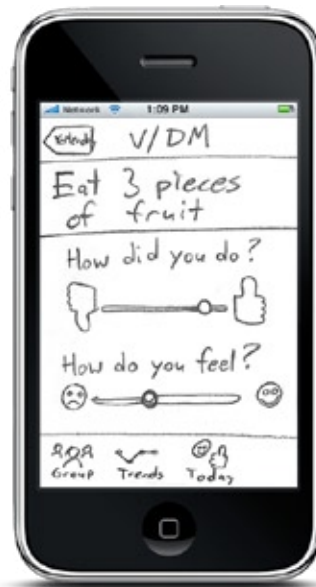 Network 1:09 PM
V/DM
Eat 3 pieces
of fruit
How did you do?
How do you feel?
Group Trends Today